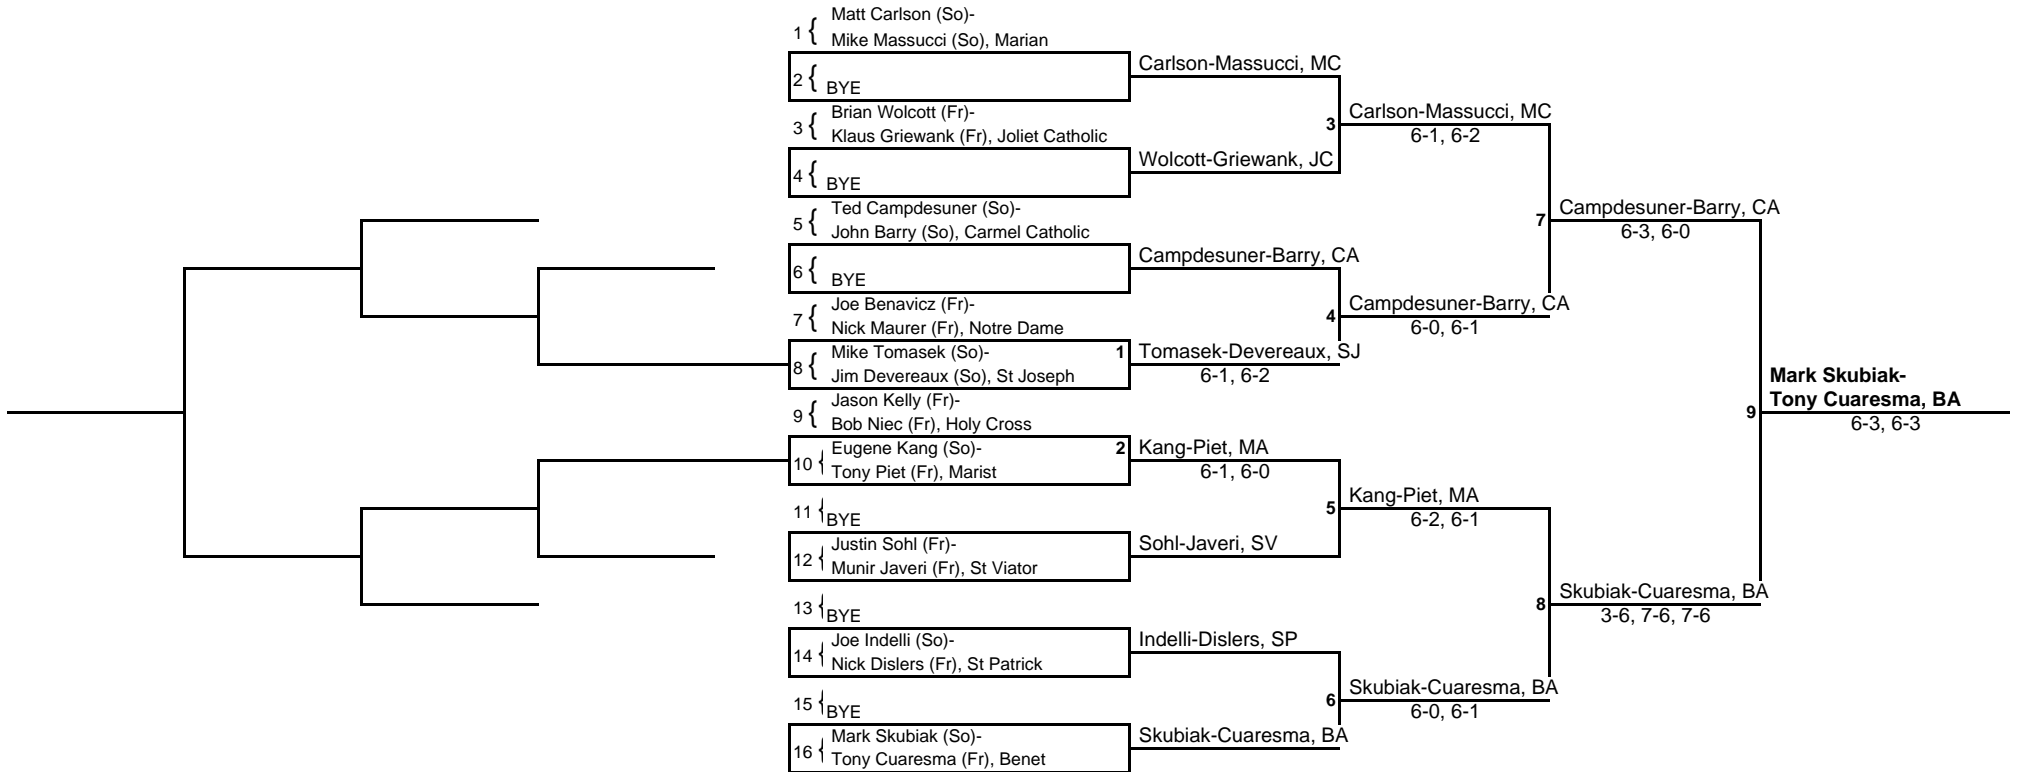 1 { Matt Carlson (So)-
Mike Massucci (So), Marian
2 { BYE
3 { Brian Wolcott (Fr)-
Klaus Griewank (Fr), Joliet Catholic
4 { BYE
5 { Ted Campdesuner (So)-
John Barry (So), Carmel Catholic
6 { BYE
7 { Joe Benavicz (Fr)-
Nick Maurer (Fr), Notre Dame
8 { Mike Tomasek (So)-
Jim Devereaux (So), St Joseph
9 { Jason Kelly (Fr)-
Bob Niec (Fr), Holy Cross
10 { Eugene Kang (So)-
Tony Piet (Fr), Marist
11 { BYE
12 { Justin Sohl (Fr)-
Munir Javeri (Fr), St Viator
13 { BYE
14 { Joe Indelli (So)-
Nick Dislers (Fr), St Patrick
15 { BYE
16 { Mark Skubiak (So)-
Tony Cuaresma (Fr), Benet
Carlson-Massucci, MC
Wolcott-Griewank, JC
Campdesuner-Barry, CA
1 Tomasek-Devereaux, SJ
6-1, 6-2
2 Kang-Piet, MA
6-1, 6-0
Sohl-Javeri, SV
Indelli-Dislers, SP
Skubiak-Cuaresma, BA
3 Carlson-Massucci, MC
6-1, 6-2
4 Campdesuner-Barry, CA
6-0, 6-1
5 Kang-Piet, MA
6-2, 6-1
6 Skubiak-Cuaresma, BA
6-0, 6-1
7 Campdesuner-Barry, CA
6-3, 6-0
8 Skubiak-Cuaresma, BA
3-6, 7-6, 7-6
9 Mark Skubiak-
Tony Cuaresma, BA
6-3, 6-3